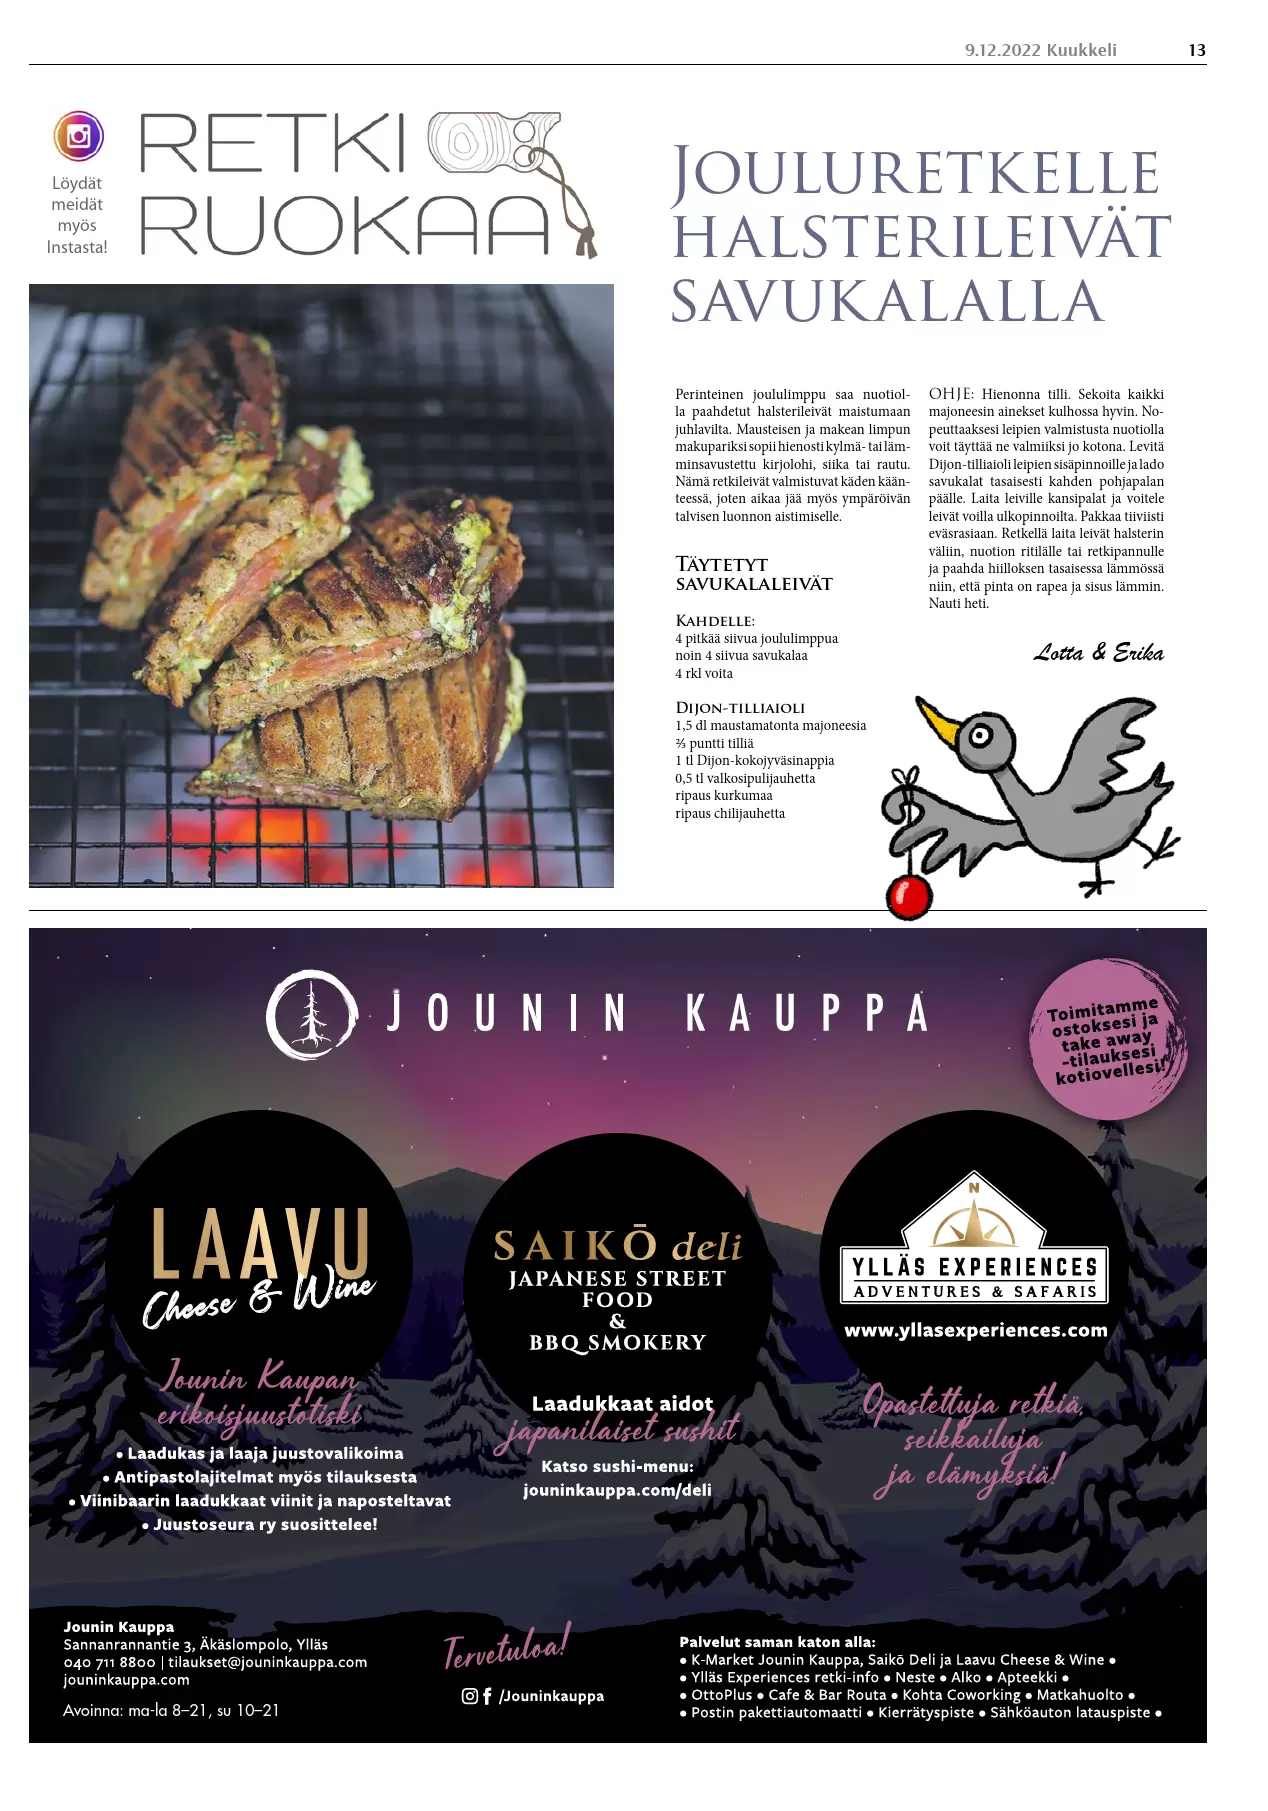 9.12.2022 Kuukkeli 13
Löydät
meidät
myös
Instasta!
RETKI
RUOKAA
JOULURETKELLE
HALSTERILEIVÄT
SAVUKALALLA
Perinteinen joululimppu saa nuotiol-
la paahdetut halsterileivät maistumaan
juhlavilta. Mausteisen ja makean limpun
makupariksi sopii hienosti kylmä- tai läm-
minsavustettu kirjolohi, siika tai rautu.
Nämä retkileivät valmistuvat käden kään-
teessä, joten aikaa jää myös ympäröivän
talvisen luonnon aistimiselle.
TÄYTETYT
SAVUKALALEIVÄT
KAHDELLE:
4 pitkää siivua joululimppua
noin 4 siivua savukalaa
4 rkl voita
DIJON-TILLIAIOLI
1,5 dl maustamatonta majoneesia
⅔ puntti tilliä
1 tl Dijon-kokojyväsinappia
0,5 tl valkosipulijauhetta
ripaus kurkumaa
ripaus chilijauhetta
OHJE: Hienonna tilli. Sekoita kaikki
majoneesin ainekset kulhossa hyvin. No-
peuttaaksesi leipien valmistusta nuotiolla
voit täyttää ne valmiiksi jo kotona. Levitä
Dijon-tilliaioli leipien sisäpinnoille ja lado
savukalat tasaisesti kahden pohjapalan
päälle. Laita leiville kansipalat ja voitele
leivät voilla ulkopinnoilta. Pakkaa tiiviisti
eväsrasiaan. Retkellä laita leivät halsterin
väliin, nuotion ritilälle tai retkipannulle
ja paahda hiilloksen tasaisessa lämmössä
niin, että pinta on rapea ja sisus lämmin.
Nauti heti.
Lotta & Erika
JOUNIN KAUPPA
Toimitamme
ostoksesi ja
take away
-tilauksesi
kotiovellesi!
LAAVU
Cheese & Wine
Jounin Kaupan
erikoisjuustotiski
• Laadukas ja laaja juustovalikoima
• Antipastolajitelmat myös tilauksesta
• Viinibaarin laadukkaat viinit ja naposteltavat
• Juustoseura ry suosittelee!
SAIKŌ deli
JAPANESE STREET
FOOD
&
BBQ SMOKERY
Laadukkaat aidot
japanilaiset sushit
Katso sushi-menu:
jouninkauppa.com/deli
N
YLLÄS EXPERIENCES
ADVENTURES & SAFARIS
www.yllasexperiences.com
Opastettuja retkiä,
seikkailuja
ja elämyksiä!
Jounin Kauppa
Sannanrannantie 3, Äkäslompolo, Ylläs
040 711 8800 | tilaukset@jouninkauppa.com
jouninkauppa.com
Avoinna: ma-la 8–21, su 10–21
Tervetuloa!
/Jouninkauppa
Palvelut saman katon alla:
• K-Market Jounin Kauppa, Saikō Deli ja Laavu Cheese & Wine •
• Ylläs Experiences retki-info • Neste • Alko • Apteekki •
• OttoPlus • Cafe & Bar Routa • Kohta Coworking • Matkahuolto •
• Postin pakettiautomaatti • Kierrätyspiste • Sähköauton latauspiste •